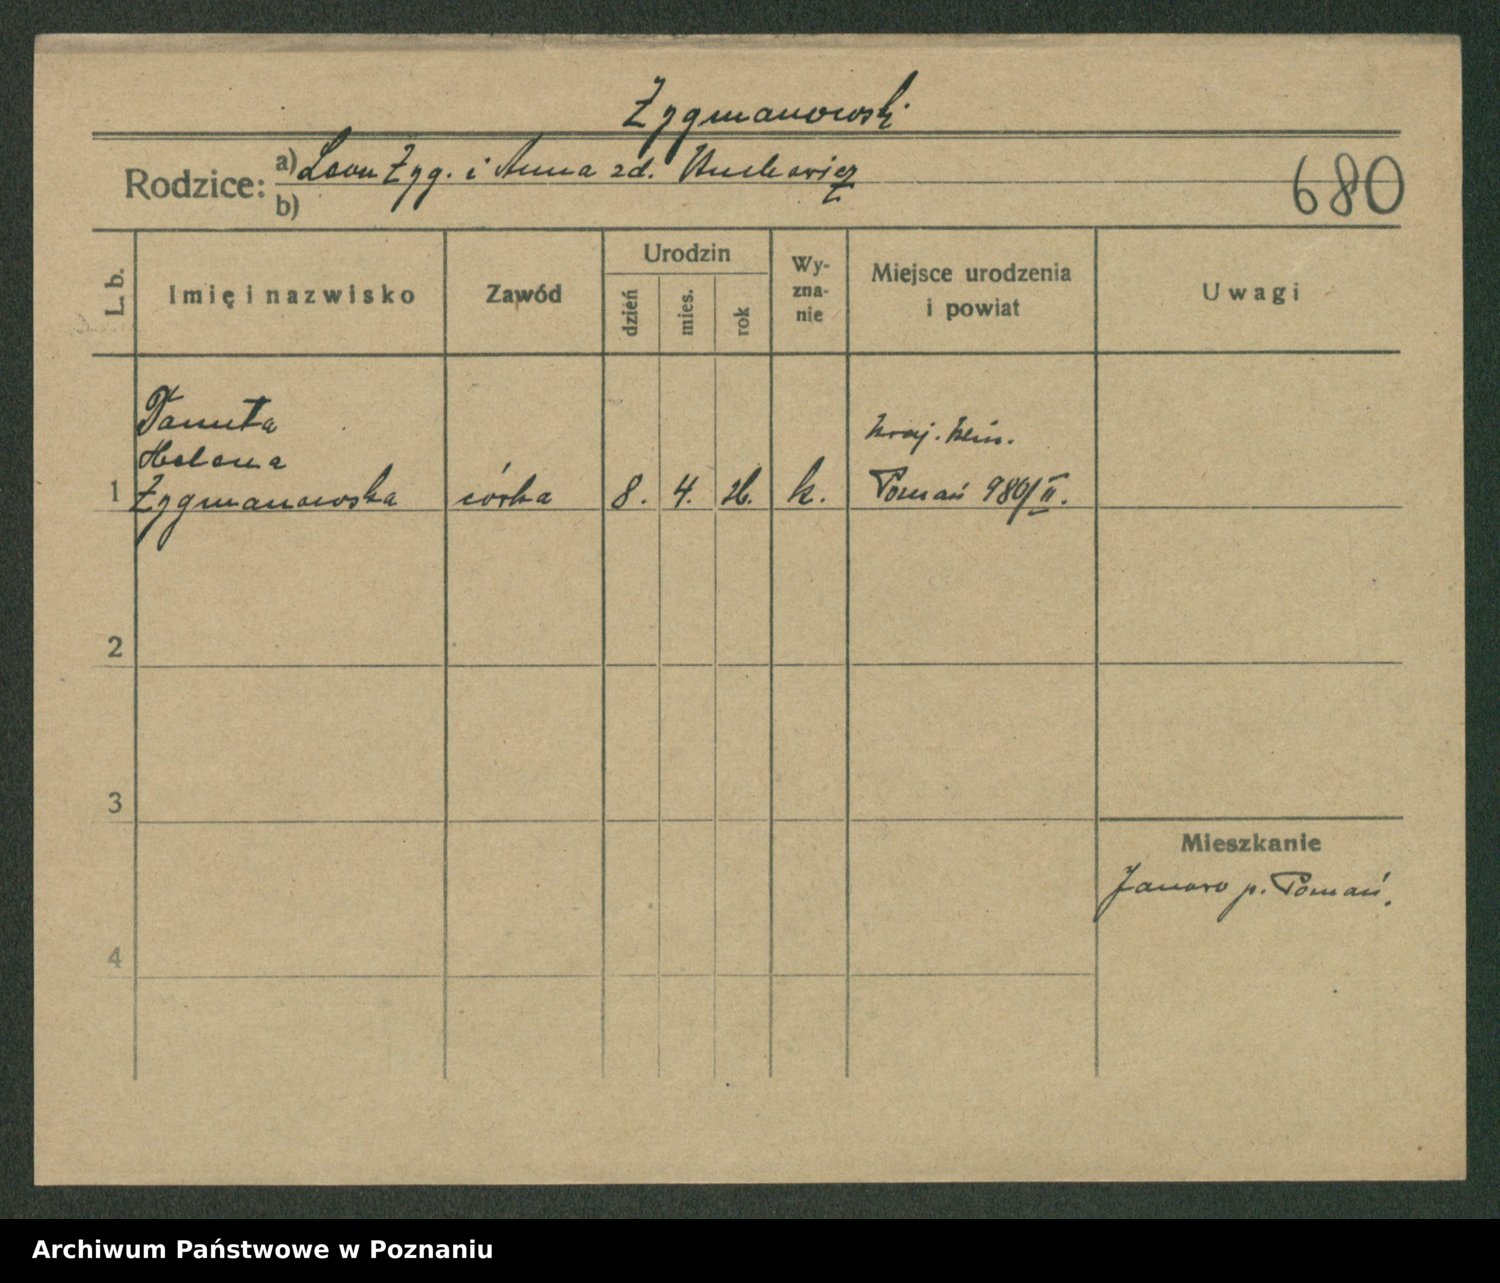 Zygmanowski
Rodzice: a) Leon Zyg. i Anna zd.
b)
680
L. b.
Imię i nazwisko
Zawód
Urodzin
dzień
mies.
rok
Wy-
zna-
nie
Miejsce urodzenia
i powiat
Uwagi
Danuta
Helena
1 Zygmanowska córka 8. 4. k. Poznań 980/II.
2
3
Mieszkanie
Janowo p. Poznań.
4
Archiwum Państwowe w Poznaniu